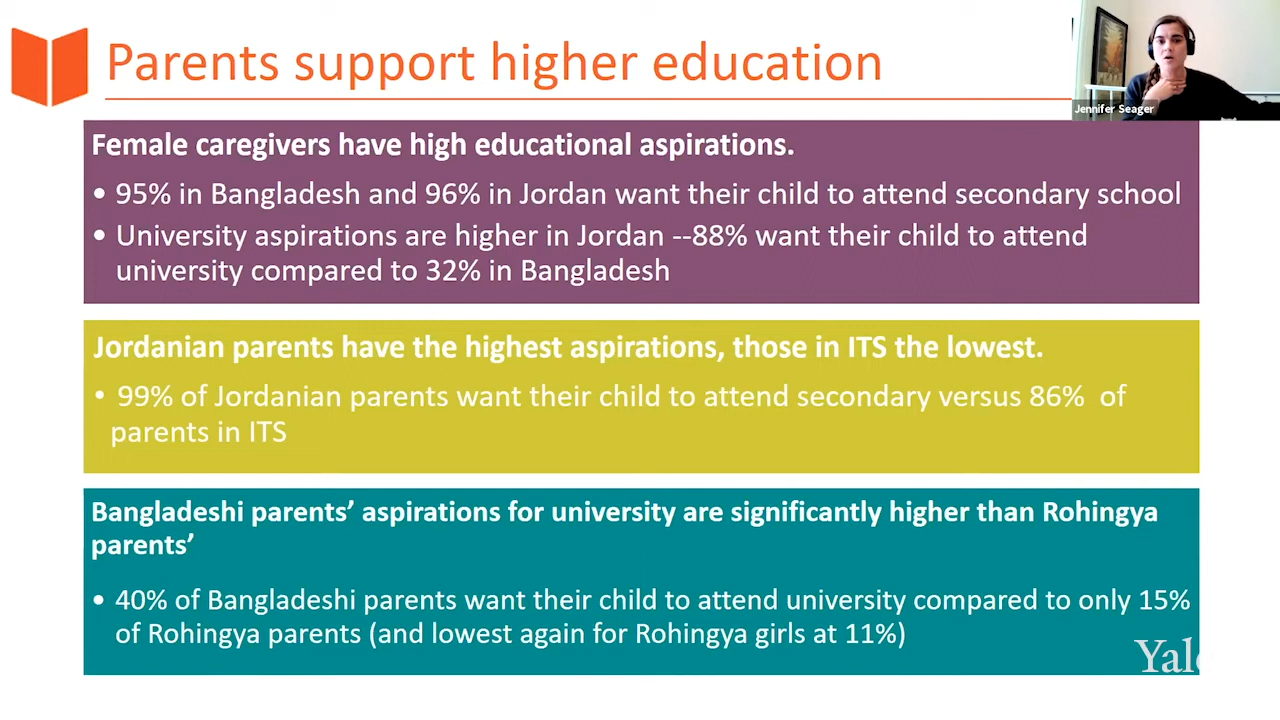 Parents support higher education
Jennifer Seager
Female caregivers have high educational aspirations.
• 95% in Bangladesh and 96% in Jordan want their child to attend secondary school
• University aspirations are higher in Jordan --88% want their child to attend
university compared to 32% in Bangladesh
Jordanian parents have the highest aspirations, those in ITS the lowest.
• 99% of Jordanian parents want their child to attend secondary versus 86% of
parents in ITS
Bangladeshi parents’ aspirations for university are significantly higher than Rohingya
parents’
• 40% of Bangladeshi parents want their child to attend university compared to only 15%
of Rohingya parents (and lowest again for Rohingya girls at 11%)
Yale